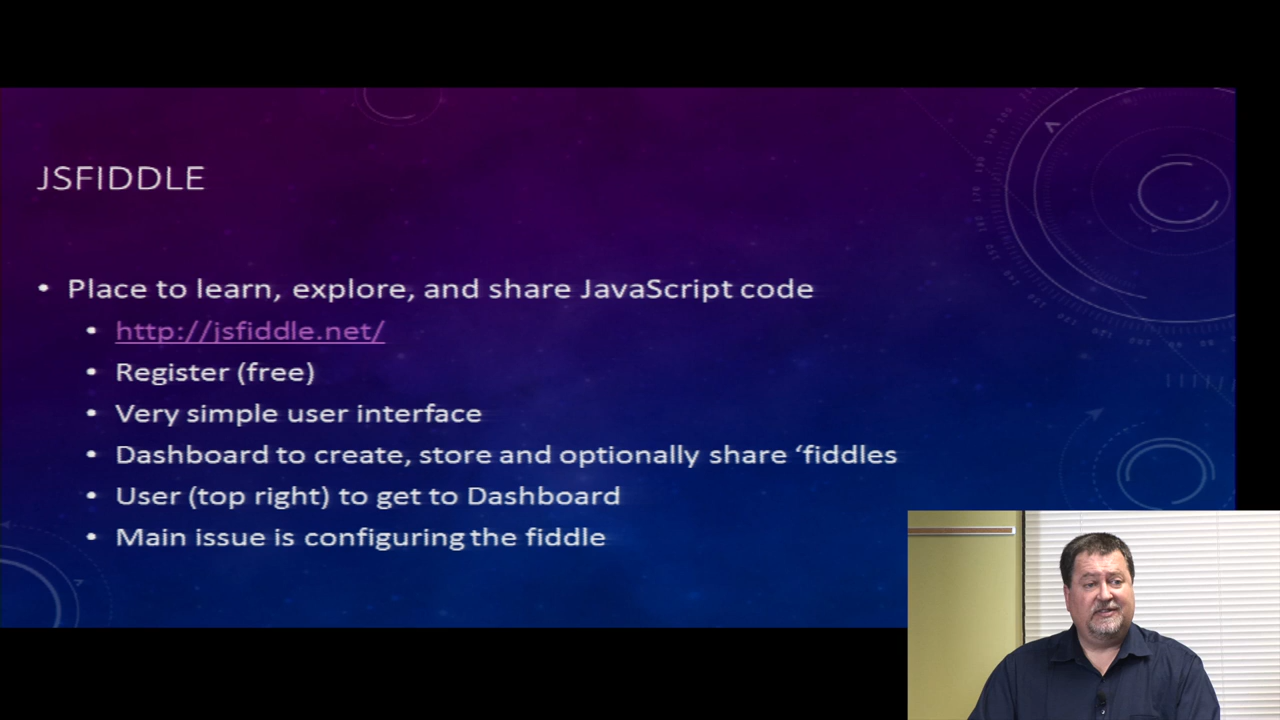 JSFIDDLE
• Place to learn, explore, and share JavaScript code
• http://jsfiddle.net/
• Register (free)
• Very simple user interface
• Dashboard to create, store and optionally share ‘fiddles
• User (top right) to get to Dashboard
• Main issue is configuring the fiddle